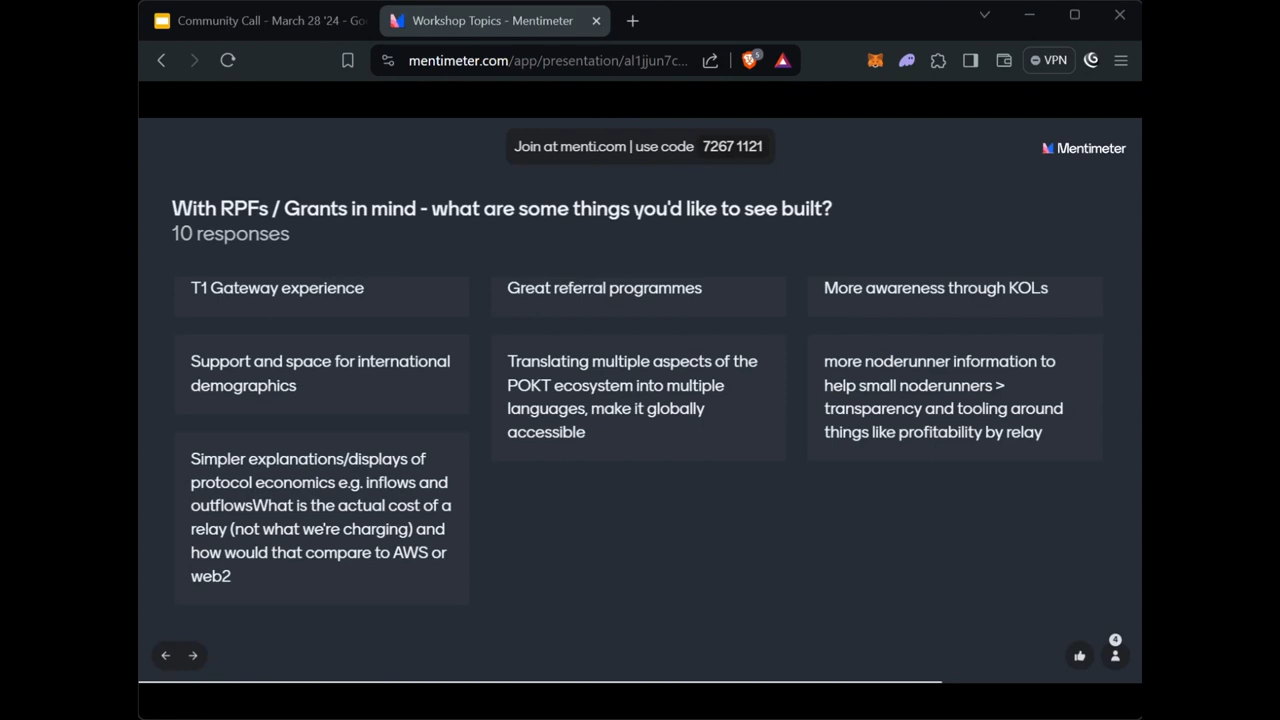 Community Call - March 28 '24 - Go
Workshop Topics - Mentimeter
mentimeter.com/app/presentation/al1jjun7c...
5
VPN
Join at menti.com | use code 7267 1121
Mentimeter
With RPFs / Grants in mind - what are some things you'd like to see built?
10 responses
T1 Gateway experience
Great referral programmes
More awareness through KOLs
Support and space for international
demographics
Translating multiple aspects of the
POKT ecosystem into multiple
languages, make it globally
accessible
more noderunner information to
help small noderunners >
transparency and tooling around
things like profitability by relay
Simpler explanations/displays of
protocol economics e.g. inflows and
outflowsWhat is the actual cost of a
relay (not what we're charging) and
how would that compare to AWS or
web2
4